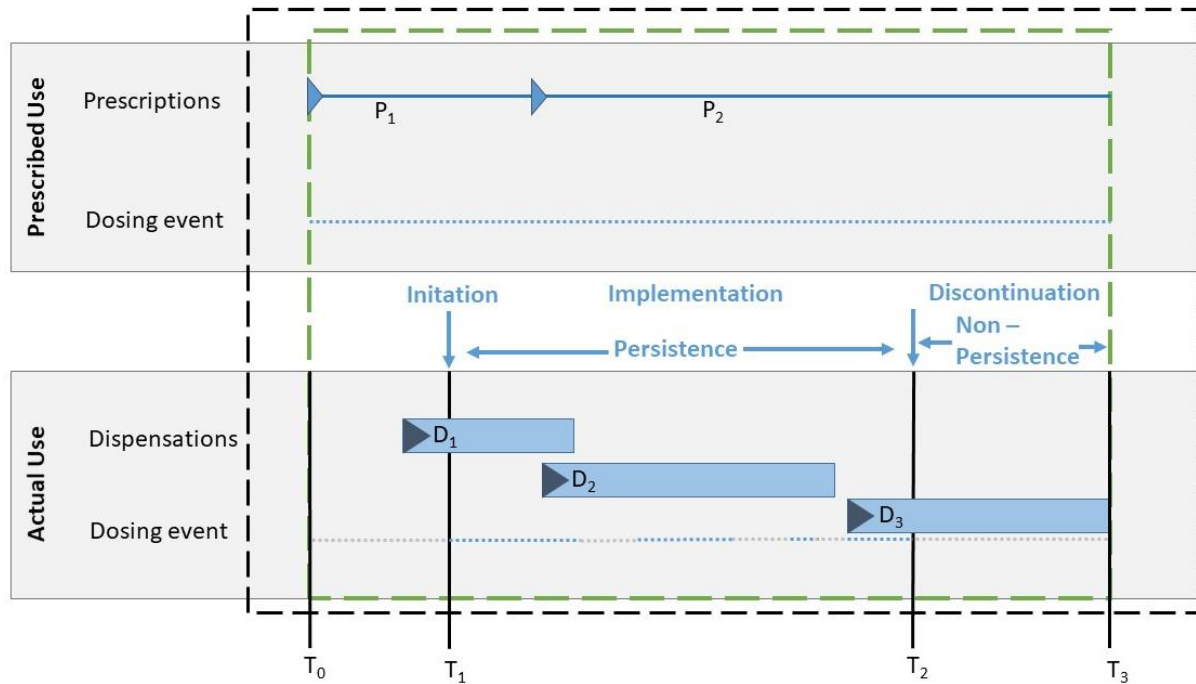 Prescribed Use
Prescriptions
P1
P2
Dosing event
Initation
Implementation
Discontinuation
Persistence
Non –
Persistence
Actual Use
Dispensations
D1
D2
D3
Dosing event
T0
T1
T2
T3